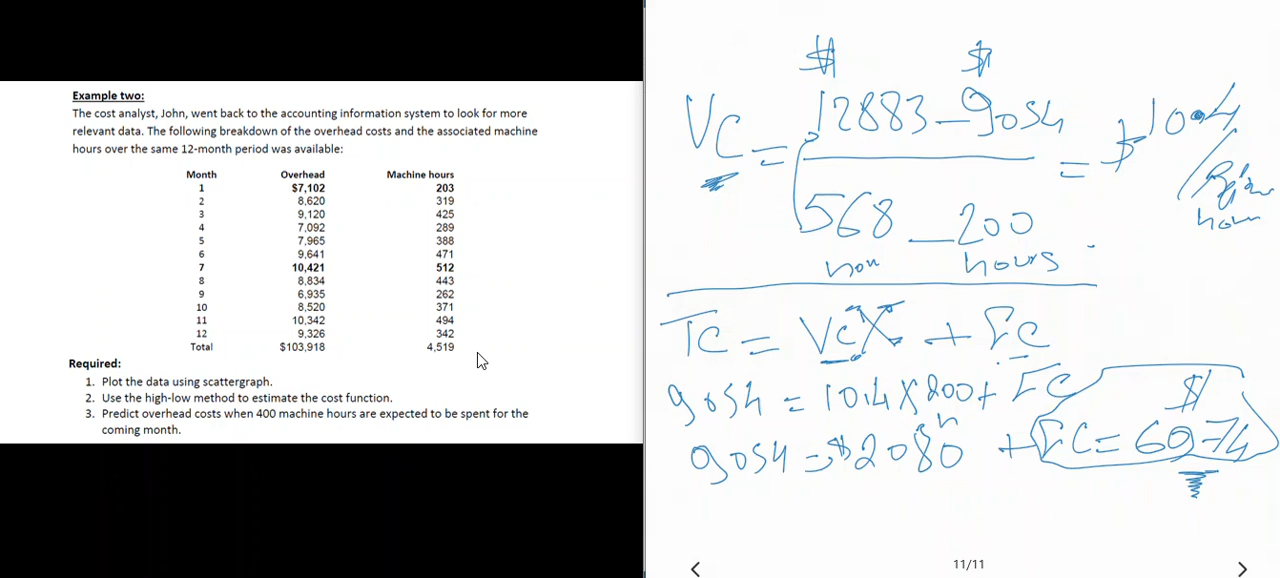 Example two:
The cost analyst, John, went back to the accounting information system to look for more
relevant data. The following breakdown of the overhead costs and the associated machine
hours over the same 12-month period was available:
Month Overhead Machine hours
1 $7,102 203
2 8,620 319
3 9,120 425
4 7,092 289
5 7,965 388
6 9,641 471
7 10,421 512
8 8,834 443
9 6,935 262
10 8,520 371
11 10,342 494
12 9,326 342
Total $103,918 4,519
Required:
1. Plot the data using scattergraph.
2. Use the high-low method to estimate the cost function.
3. Predict overhead costs when 400 machine hours are expected to be spent for the
coming month.
$ $
VC = 12883 - 9054 = $10.4 /
568 - 200
hour
hours
TC = VC X + FC
9054 = 10.4 X 200 + FC
9054 = $2080 + FC = 6974
$
11/11